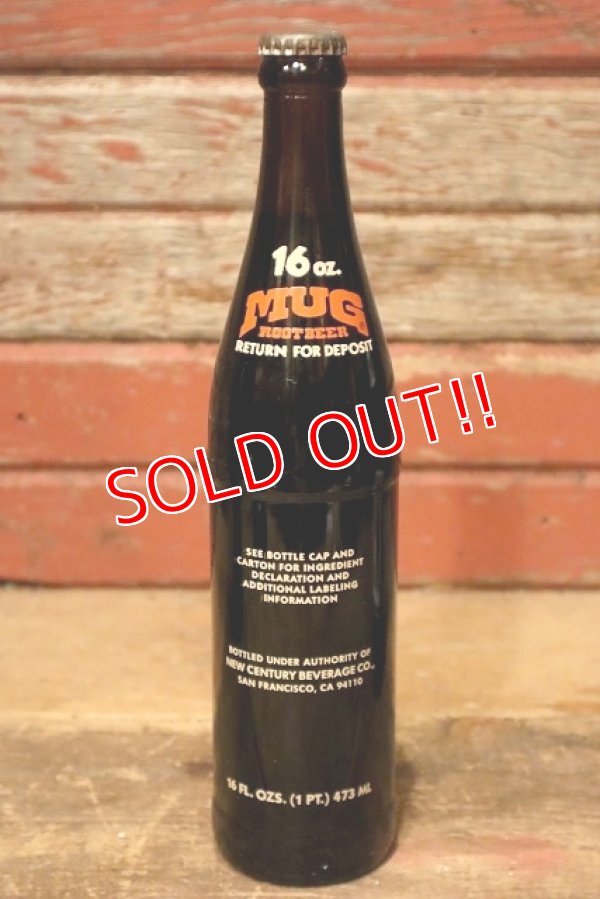 16 OZ.
MUG
ROOT BEER
RETURN FOR DEPOSIT
SOLD OUT!!
SEE BOTTLE CAP AND
CARTON FOR INGREDIENT
DECLARATION AND
ADDITIONAL LABELING
INFORMATION
BOTTLED UNDER AUTHORITY OF
NEW CENTURY BEVERAGE CO.,
SAN FRANCISCO, CA 94110
16 FL. OZS. (1 PT.) 473 ML